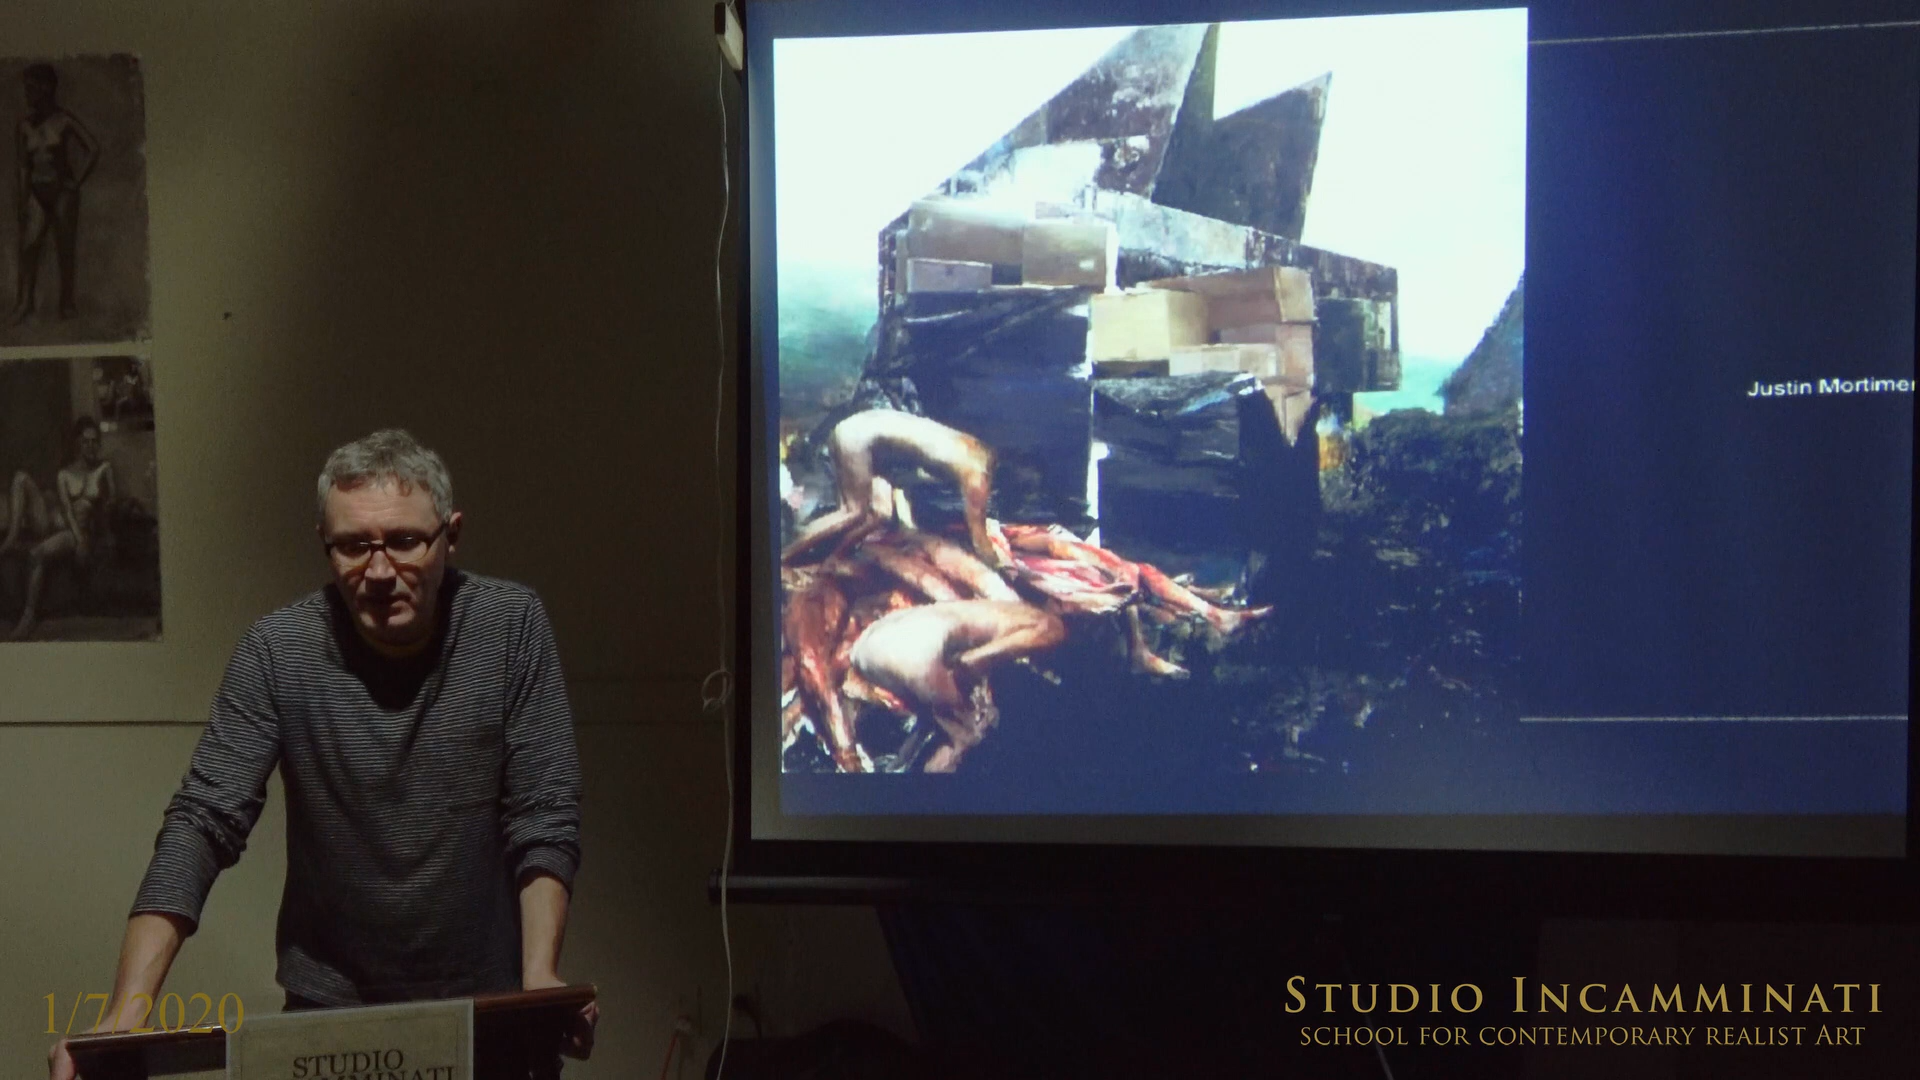 Justin Mortimer
1/7/2020
STUDIO INCAMMINATI
SCHOOL FOR CONTEMPORARY REALIST ART
STUDIO